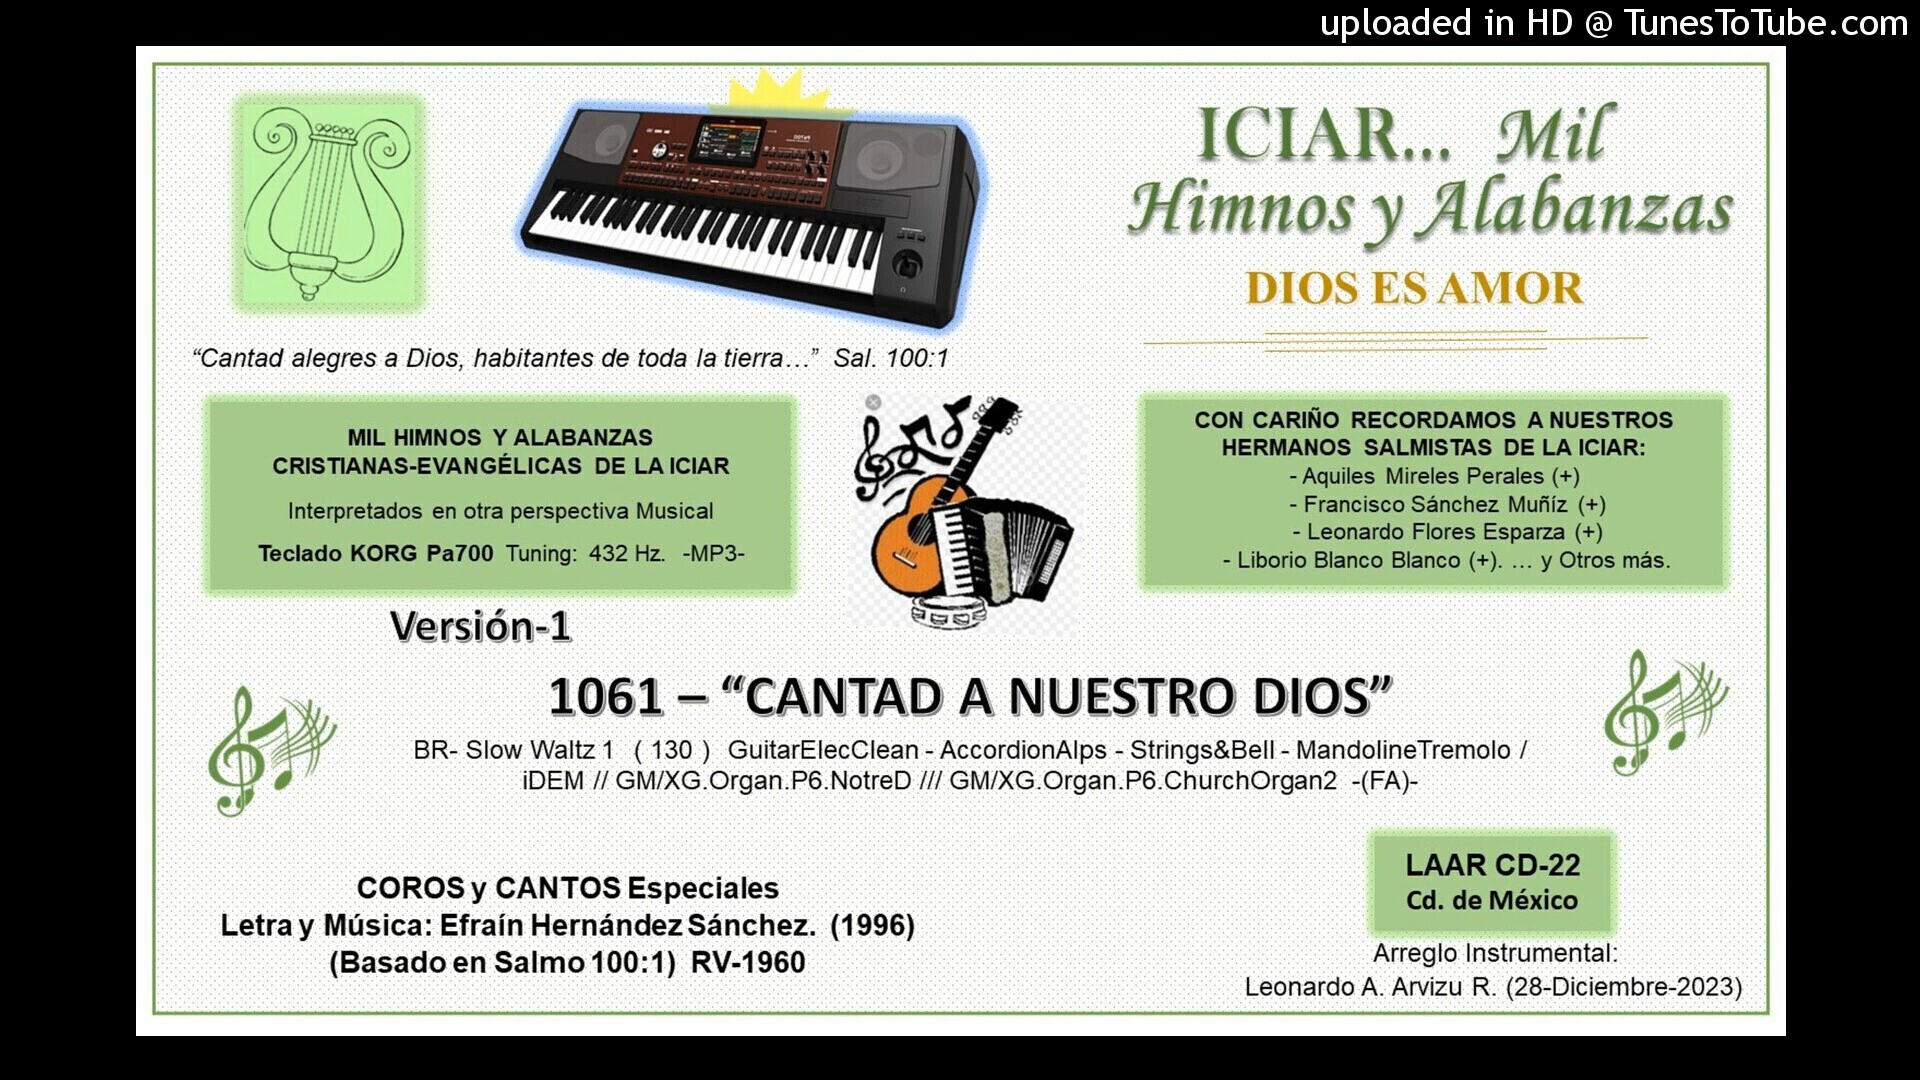 uploaded in HD @ TunesToTube.com
ICIAR... Mil
Himnos y Alabanzas
DIOS ES AMOR
“Cantad alegres a Dios, habitantes de toda la tierra…” Sal. 100:1
MIL HIMNOS Y ALABANZAS
CRISTIANAS-EVANGÉLICAS DE LA ICIAR
Interpretados en otra perspectiva Musical
Teclado KORG Pa700 Tuning: 432 Hz. -MP3-
CON CARIÑO RECORDAMOS A NUESTROS
HERMANOS SALMISTAS DE LA ICIAR:
- Aquiles Mireles Perales (+)
- Francisco Sánchez Muñíz (+)
- Leonardo Flores Esparza (+)
- Liborio Blanco Blanco (+). … y Otros más.
Versión-1
1061 – “CANTAD A NUESTRO DIOS”
BR- Slow Waltz 1 ( 130 ) GuitarElecClean - AccordionAlps - Strings&Bell - MandolineTremolo /
iDEM // GM/XG.Organ.P6.NotreD /// GM/XG.Organ.P6.ChurchOrgan2 -(FA)-
COROS y CANTOS Especiales
Letra y Música: Efraín Hernández Sánchez. (1996)
(Basado en Salmo 100:1) RV-1960
LAAR CD-22
Cd. de México
Arreglo Instrumental:
Leonardo A. Arvizu R. (28-Diciembre-2023)